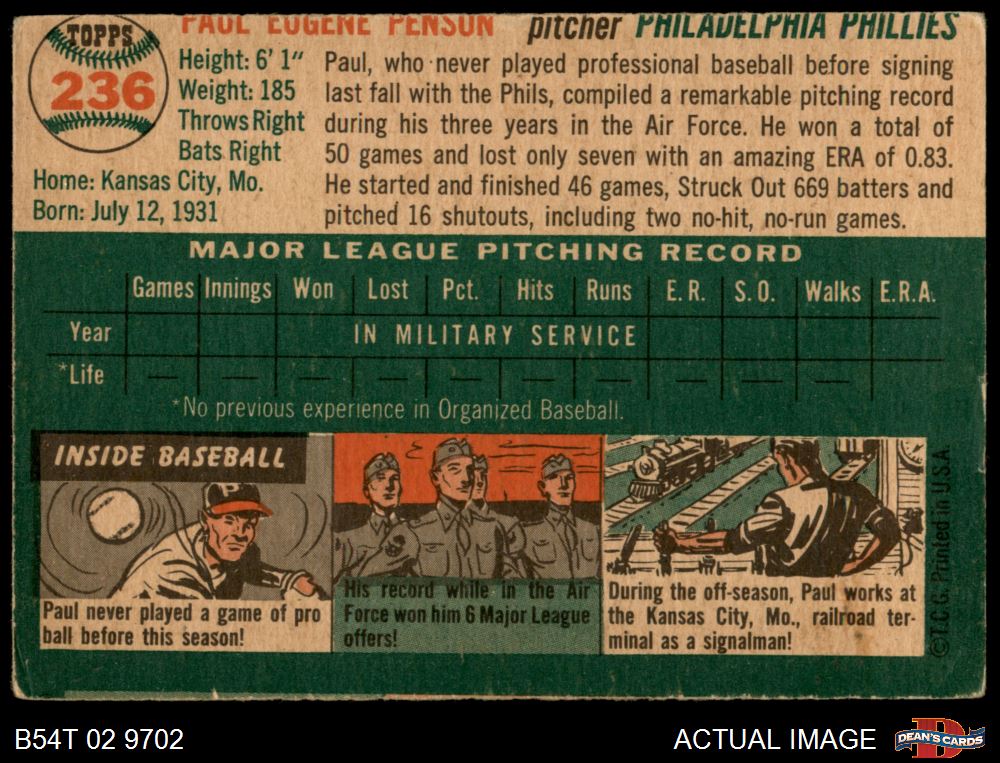 TOPPS
236
PAUL EUGENE PENSON pitcher PHILADELPHIA PHILLIES
Height: 6' 1"
Weight: 185
Throws Right
Bats Right
Home: Kansas City, Mo.
Born: July 12, 1931
Paul, who never played professional baseball before signing
last fall with the Phils, compiled a remarkable pitching record
during his three years in the Air Force. He won a total of
50 games and lost only seven with an amazing ERA of 0.83.
He started and finished 46 games, Struck Out 669 batters and
pitched 16 shutouts, including two no-hit, no-run games.
MAJOR LEAGUE PITCHING RECORD
Games Innings Won Lost Pct. Hits Runs E. R. S. O. Walks E.R.A.
Year IN MILITARY SERVICE
*Life — — — — — — — — — —
*No previous experience in Organized Baseball.
INSIDE BASEBALL
P
Paul never played a game of pro
ball before this season!
His record while in the Air
Force won him 6 Major League
offers!
During the off-season, Paul works at
the Kansas City, Mo., railroad ter-
minal as a signalman!
©T.C.G. Printed in U.S.A.
B54T 02 9702
ACTUAL IMAGE
DEAN'S CARDS